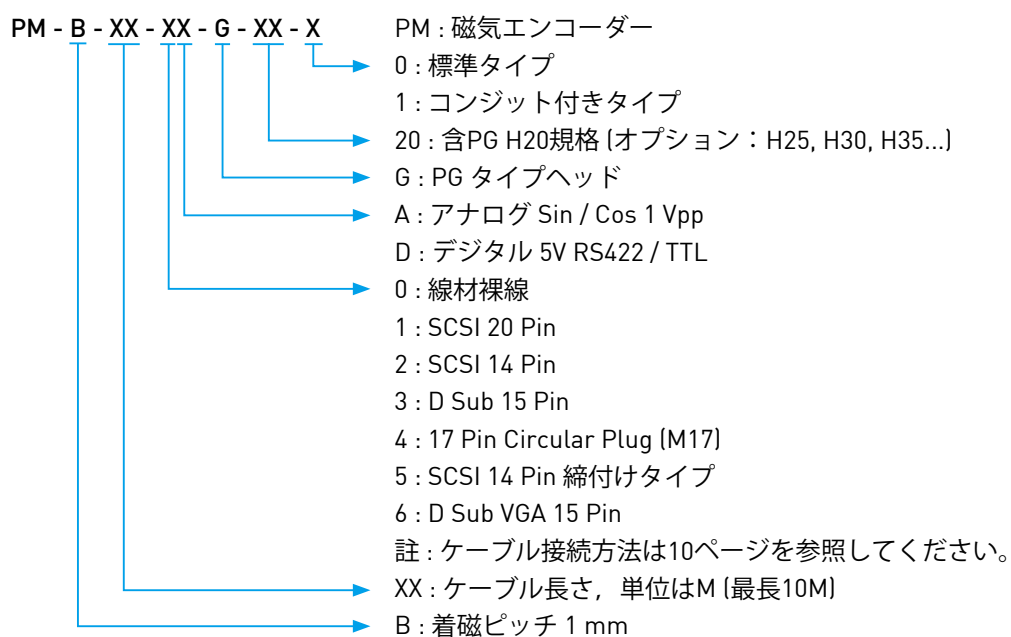 PM - B - XX - XX - G - XX - X PM : 磁気エンコーダー
0 : 標準タイプ
1 : コンジット付きタイプ
20 : 含PG H20規格 (オプション：H25, H30, H35...)
G : PG タイプヘッド
A : アナログ Sin / Cos 1 Vpp
D : デジタル 5V RS422 / TTL
0 : 線材裸線
1 : SCSI 20 Pin
2 : SCSI 14 Pin
3 : D Sub 15 Pin
4 : 17 Pin Circular Plug (M17)
5 : SCSI 14 Pin 締付けタイプ
6 : D Sub VGA 15 Pin
註 : ケーブル接続方法は10ページを参照してください。
XX : ケーブル長さ，単位はM (最長10M)
B : 着磁ピッチ 1 mm